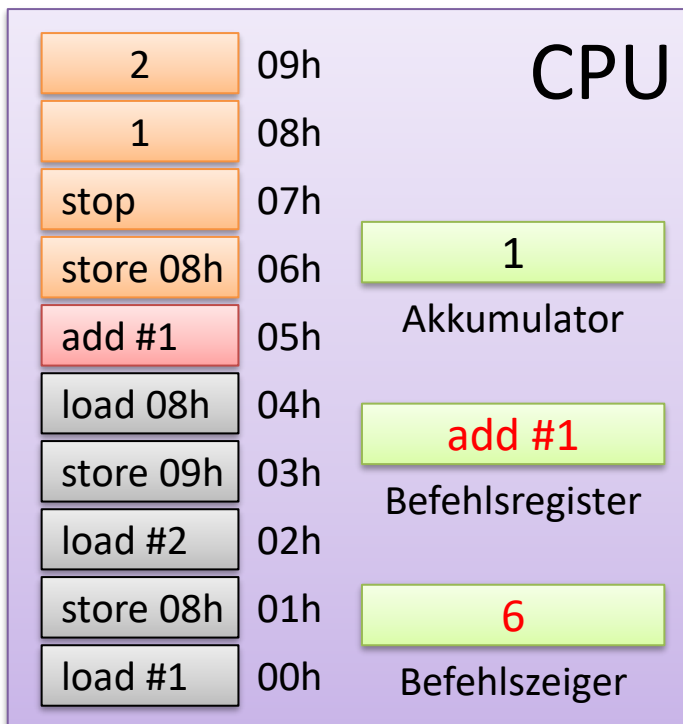 CPU
2 09h
1 08h
stop 07h
store 08h 06h
add #1 05h
load 08h 04h
store 09h 03h
load #2 02h
store 08h 01h
load #1 00h
1
Akkumulator
add #1
Befehlsregister
6
Befehlszeiger